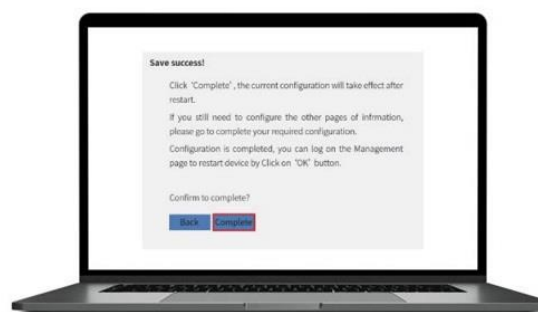 Save success!
Click 'Complete', the current configuration will take effect after
restart.
If you still need to configure the other pages of infrmation,
please go to complete your required configuration.
Configuration is completed, you can log on the Management
page to restart device by Click on "OK" button.
Confirm to complete?
Back Complete